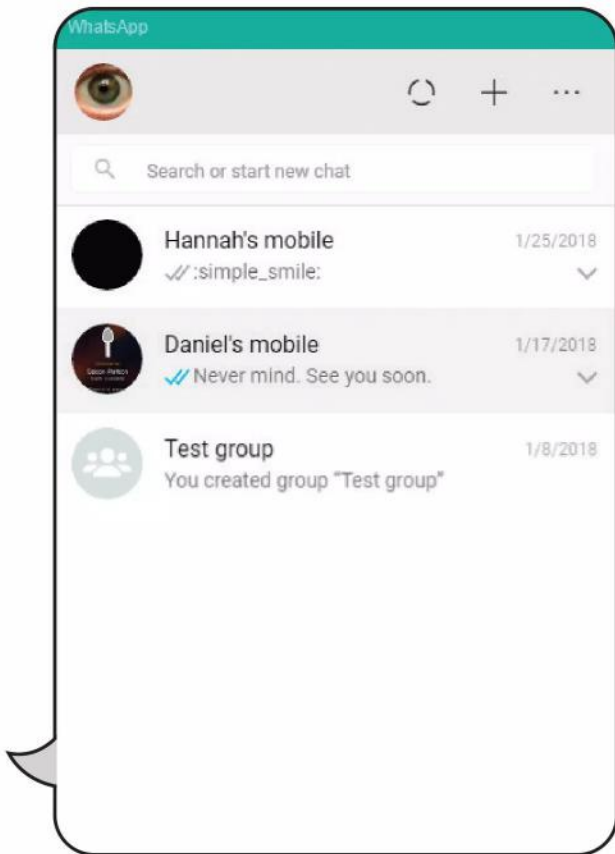 WhatsApp
Search or start new chat
Hannah's mobile
1/25/2018
:simple_smile:
Daniel's mobile
1/17/2018
Never mind. See you soon.
Test group
1/8/2018
You created group "Test group"